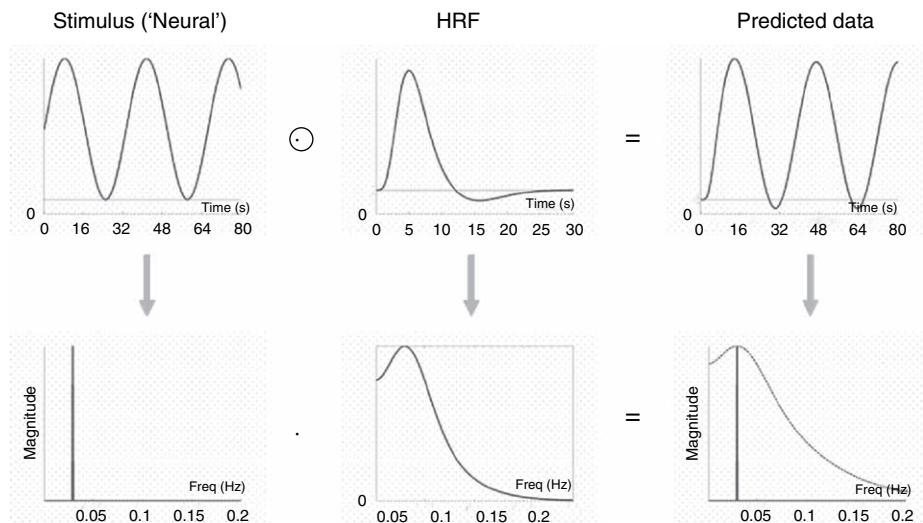 Stimulus (‘Neural’) HRF Predicted data
⊙ =
0 Time (s) 0 Time (s) 0 Time (s)
0 16 32 48 64 80 0 5 10 15 20 25 30 0 16 32 48 64 80
Magnitude · = Magnitude
Freq (Hz) 0 Freq (Hz) Freq (Hz)
0.05 0.1 0.15 0.2 0.05 0.1 0.15 0.2 0.05 0.1 0.15 0.2